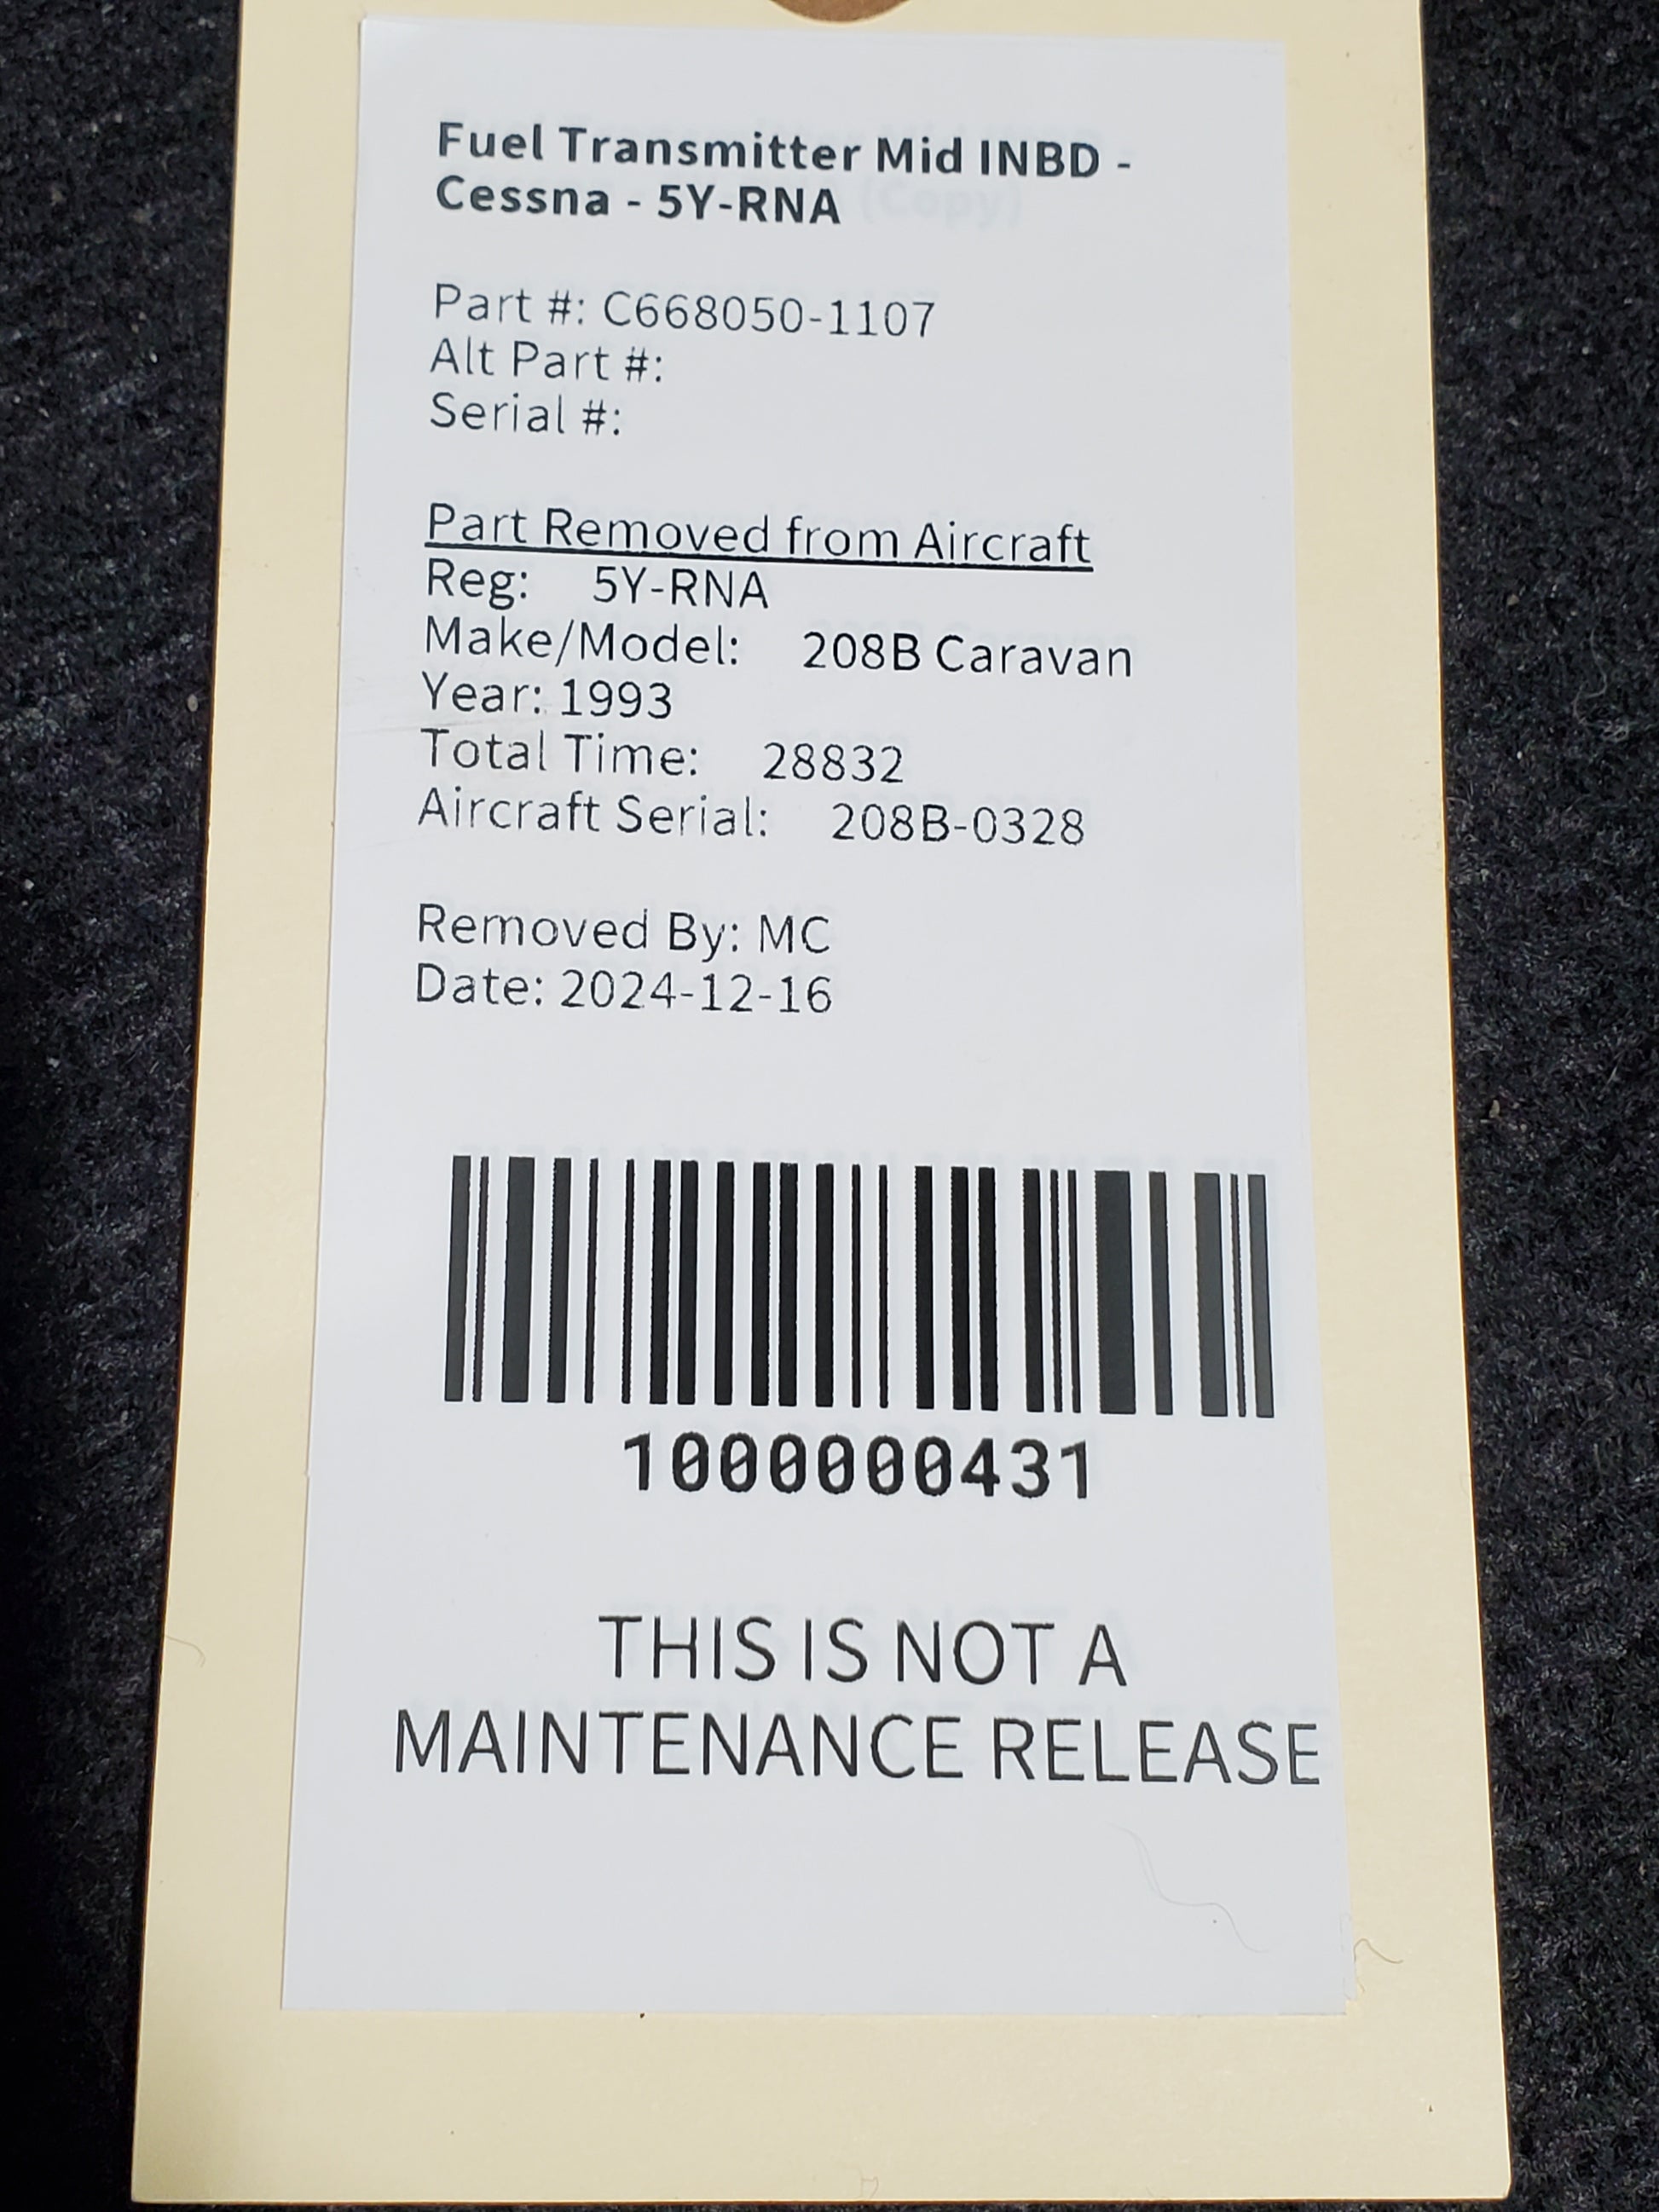 Fuel Transmitter Mid INBD -
Cessna - 5Y-RNA
Part #: C668050-1107
Alt Part #:
Serial #:
Part Removed from Aircraft
Reg: 5Y-RNA
Make/Model: 208B Caravan
Year: 1993
Total Time: 28832
Aircraft Serial: 208B-0328
Removed By: MC
Date: 2024-12-16
1000000431
THIS IS NOT A
MAINTENANCE RELEASE